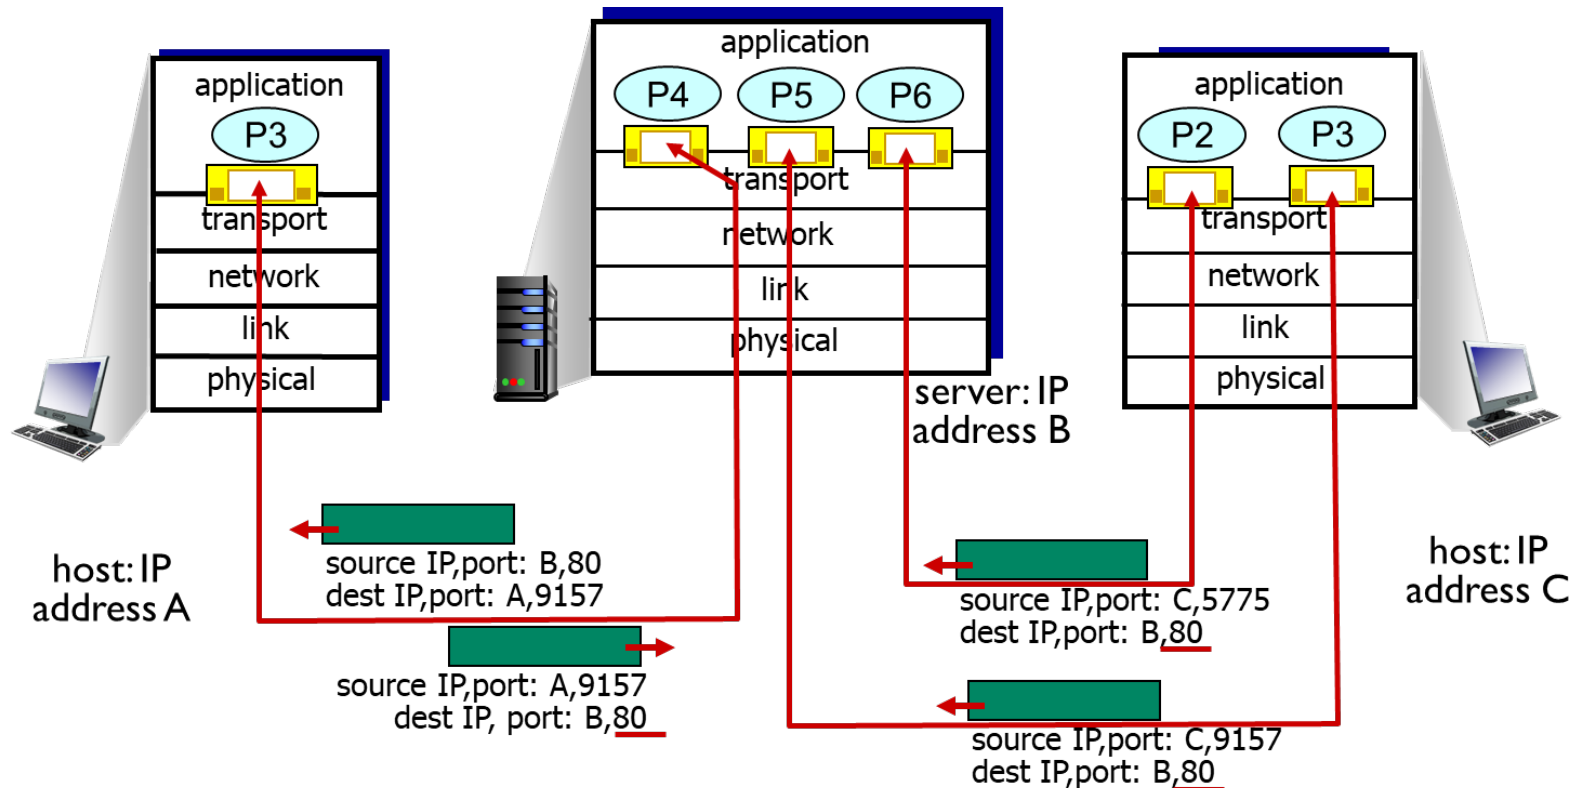 application
P3
transport
network
link
physical
host: IP
address A
application
P4 P5 P6
transport
network
link
physical
server: IP
address B
application
P2 P3
transport
network
link
physical
host: IP
address C
source IP,port: B,80
dest IP,port: A,9157
source IP,port: A,9157
dest IP, port: B,80
source IP,port: C,5775
dest IP,port: B,80
source IP,port: C,9157
dest IP,port: B,80